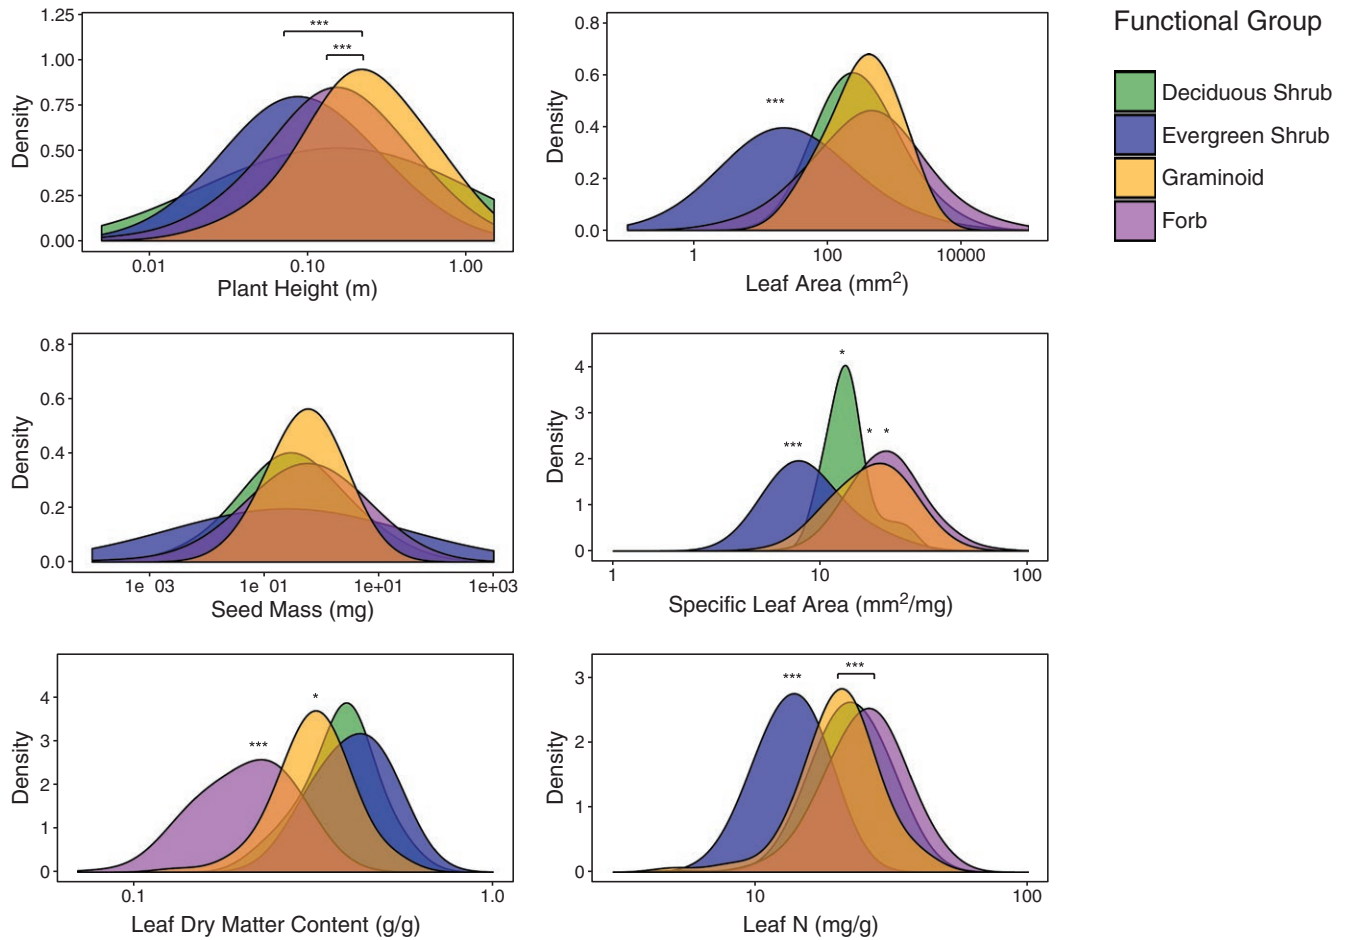 Functional Group
Deciduous Shrub
Evergreen Shrub
Graminoid
Forb
1.25
1.00
0.75
0.50
0.25
0.00
Density
***
***
0.01 0.10 1.00
Plant Height (m)
0.8
0.6
0.4
0.2
0.0
Density
***
1 100 10000
Leaf Area (mm²)
0.8
0.6
0.4
0.2
0.0
Density
1e 03 1e 01 1e+01 1e+03
Seed Mass (mg)
4
3
2
1
0
Density
*
***
* *
1 10 100
Specific Leaf Area (mm²/mg)
4
3
2
1
0
Density
*
***
0.1 1.0
Leaf Dry Matter Content (g/g)
3
2
1
0
Density
***
***
10 100
Leaf N (mg/g)